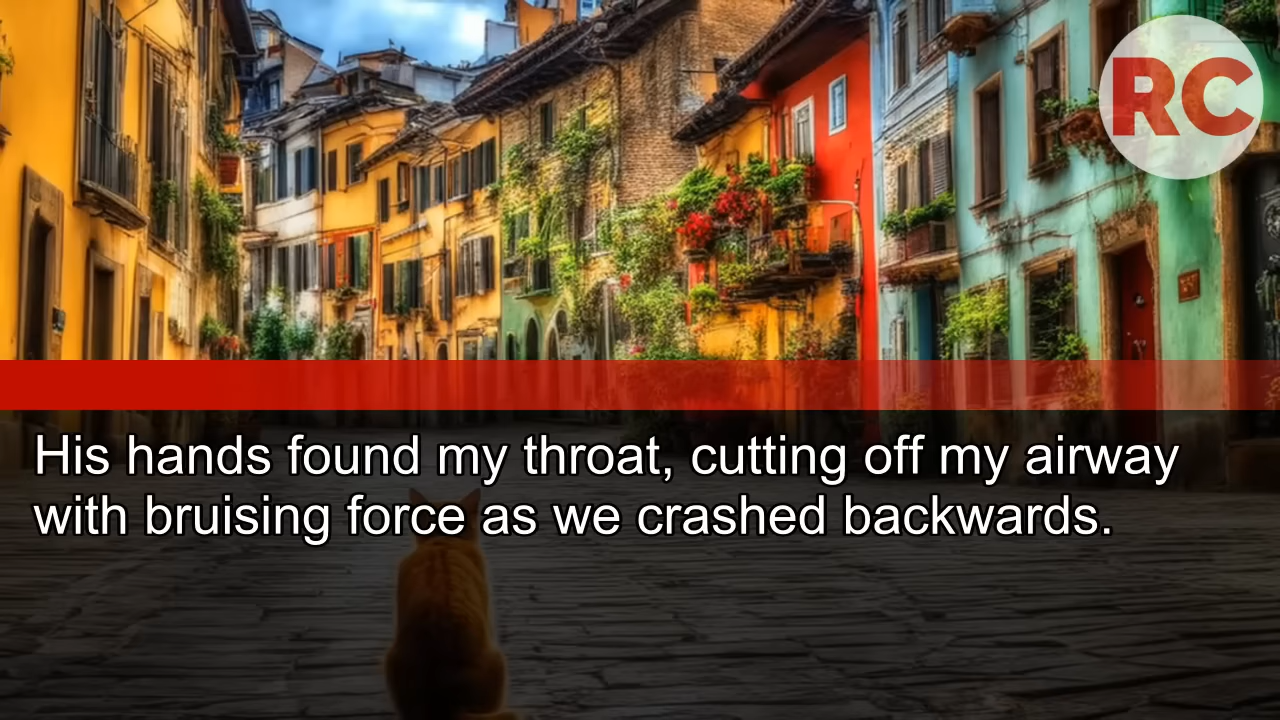 RC
His hands found my throat, cutting off my airway
with bruising force as we crashed backwards.